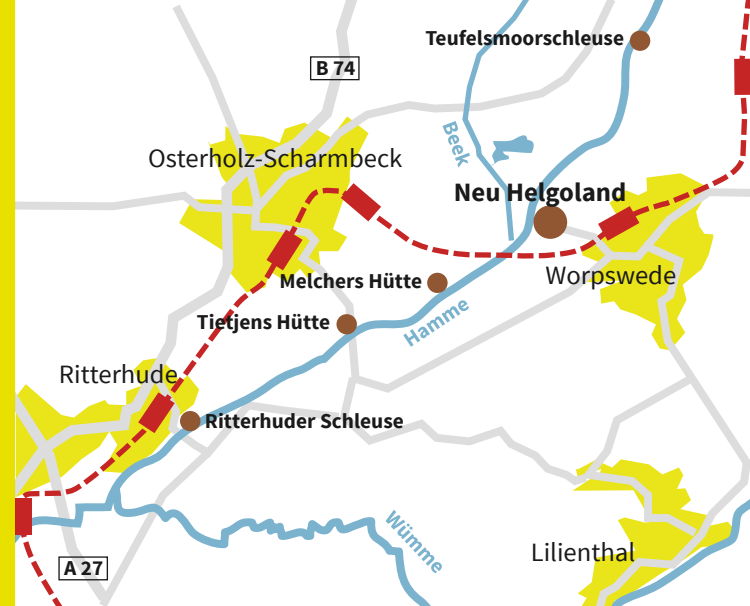 Teufelsmoorschleuse
B 74
Beek
Osterholz-Scharmbeck
Neu Helgoland
Worpswede
Melchers Hütte
Hamme
Tietjens Hütte
Ritterhude
Ritterhuder Schleuse
Wümme
Lilienthal
A 27